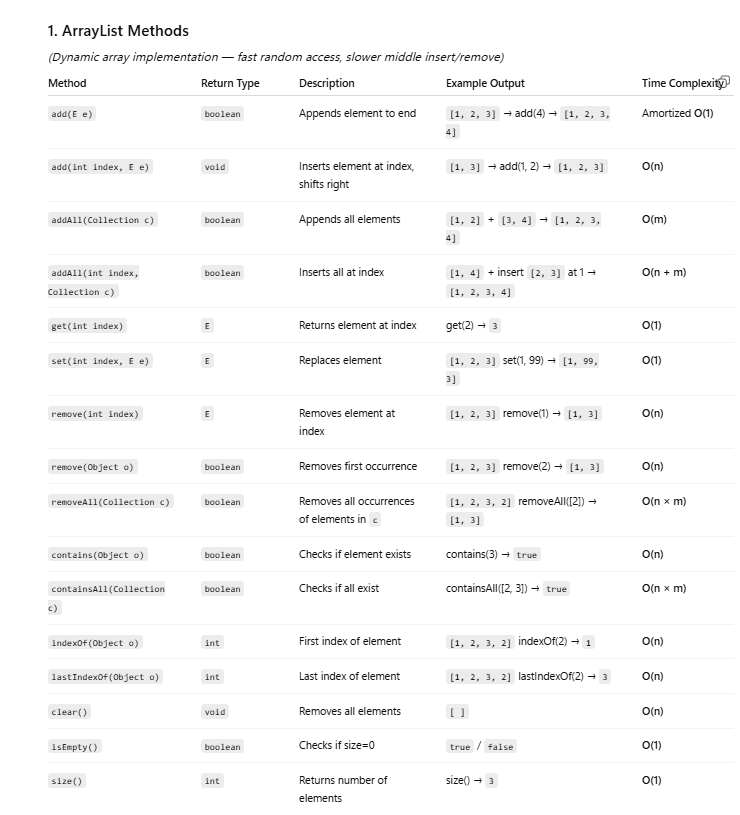 1. ArrayList Methods
(Dynamic array implementation — fast random access, slower middle insert/remove)
Method Return Type Description Example Output Time Complexity
add(E e) boolean Appends element to end [1, 2, 3] → add(4) → [1, 2, 3,
4] Amortized O(1)
add(int index, E e) void Inserts element at index, [1, 3] → add(1, 2) → [1, 2, 3] O(n)
shifts right
addAll(Collection c) boolean Appends all elements [1, 2] + [3, 4] → [1, 2, 3, O(m)
4]
addAll(int index, boolean Inserts all at index [1, 4] + insert [2, 3] at 1 → O(n + m)
Collection c) [1, 2, 3, 4]
get(int index) E Returns element at index get(2) → 3 O(1)
set(int index, E e) E Replaces element [1, 2, 3] set(1, 99) → [1, 99, O(1)
3]
remove(int index) E Removes element at [1, 2, 3] remove(1) → [1, 3] O(n)
index
remove(Object o) boolean Removes first occurrence [1, 2, 3] remove(2) → [1, 3] O(n)
removeAll(Collection c) boolean Removes all occurrences [1, 2, 3, 2] removeAll([2]) → O(n × m)
of elements in c [1, 3]
contains(Object o) boolean Checks if element exists contains(3) → true O(n)
containsAll(Collection boolean Checks if all exist containsAll([2, 3]) → true O(n × m)
c)
indexOf(Object o) int First index of element [1, 2, 3, 2] indexOf(2) → 1 O(n)
lastIndexOf(Object o) int Last index of element [1, 2, 3, 2] lastIndexOf(2) → 3 O(n)
clear() void Removes all elements [ ] O(n)
isEmpty() boolean Checks if size=0 true / false O(1)
size() int Returns number of size() → 3 O(1)
elements